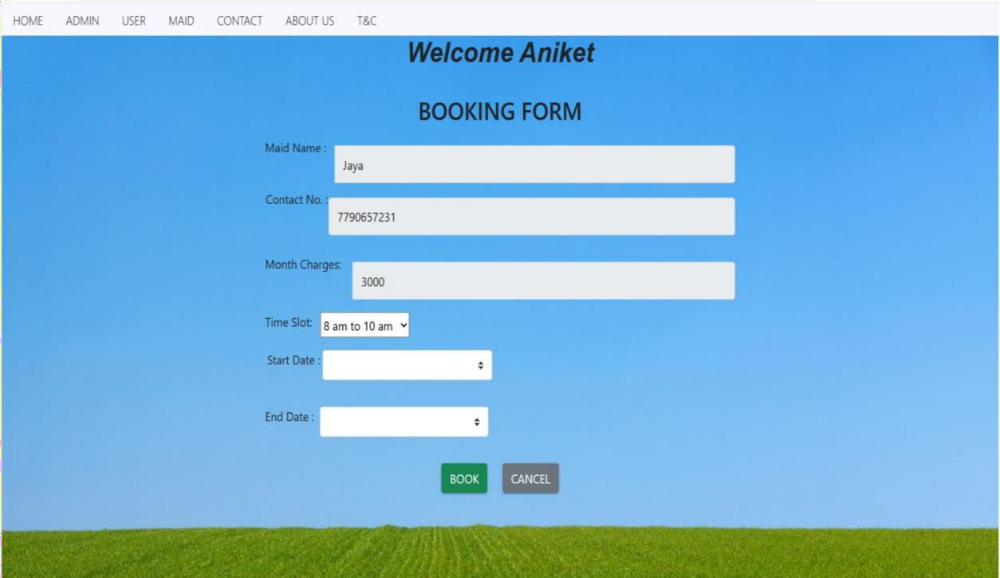 HOME ADMIN USER MAID CONTACT ABOUT US T&C
Welcome Aniket
BOOKING FORM
Maid Name :
Jaya
Contact No. :
7790657231
Month Charges:
3000
Time Slot: 8 am to 10 am
Start Date :
End Date :
BOOK CANCEL